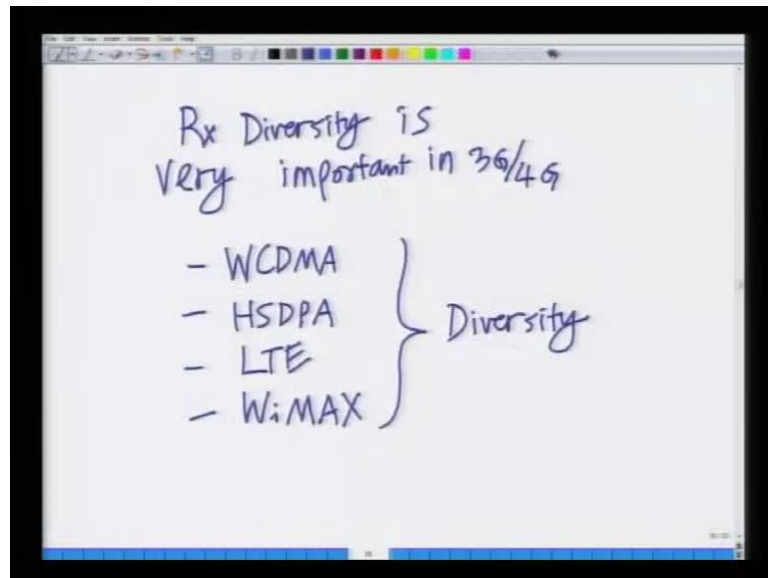 Rx Diversity is
very important in 3G/4G
- WCDMA
- HSDPA
- LTE
- WiMAX
Diversity